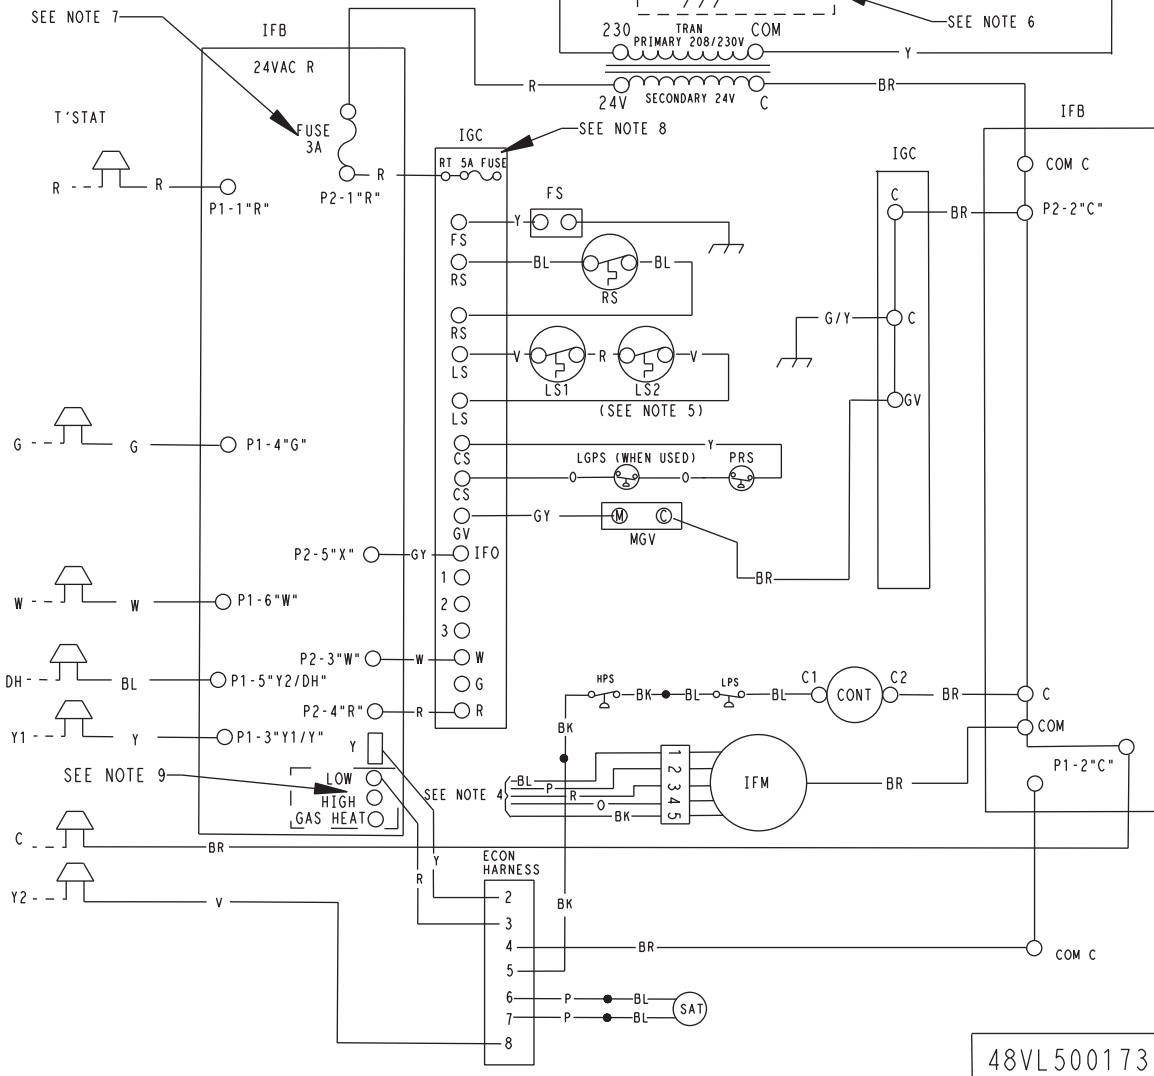 SEE NOTE 7
IFB
24VAC R
FUSE
3A
P2-1"R"
R
230
TRAN
COM
PRIMARY 208/230V
SEE NOTE 6
Y
R
24V
SECONDARY 24V
C
BR
IFB
T'STAT
R
R
P1-1"R"
IGC
SEE NOTE 8
RT 5A FUSE
FS
Y
FS
RS
BL
BL
RS
RS
LS
V
R
V
LS1
LS2
LS
(SEE NOTE 5)
CS
Y
LGPS (WHEN USED)
PRS
CS
O
O
GV
GY
M
C
MGV
BR
IGC
C
BR
COM C
P2-2"C"
G/Y
C
GV
G
G
P1-4"G"
P2-5"X"
GY
IFO
1
2
3
W
W
P1-6"W"
P2-3"W"
W
W
G
DH
BL
P1-5"Y2/DH"
P2-4"R"
R
R
Y1
Y
P1-3"Y1/Y"
Y
SEE NOTE 9
LOW
HIGH
GAS HEAT
HPS
BK
BL
LPS
BL
C1
CONT
C2
BR
C
COM
P1-2"C"
BK
SEE NOTE 4
BL
P
R
O
BK
1
2
3
4
5
IFM
BR
C
BR
Y2
V
Y
R
ECON
HARNESS
BK
2
3
4
BR
COM C
5
6
P
BL
SAT
7
P
BL
8
48VL500173